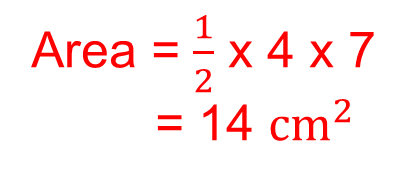 Area = 1/2 x 4 x 7
= 14 cm²